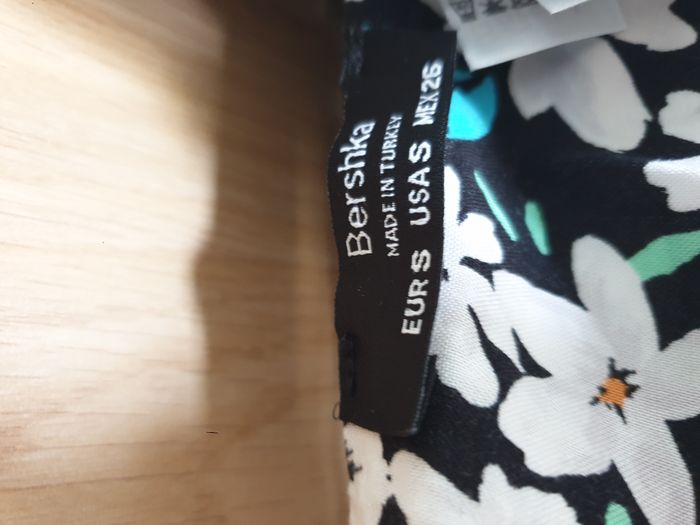 Bershka
MADE IN TURKEY
EUR S USA S MEX 26